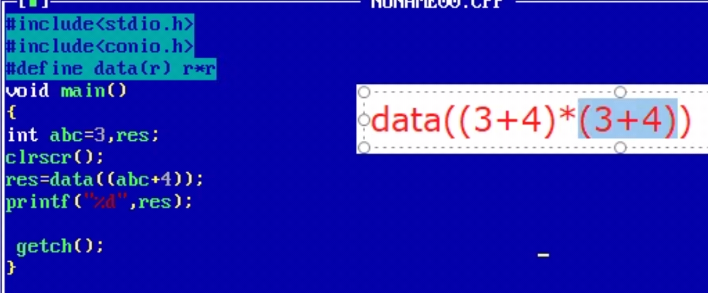 NONAME00.CPP
#include<stdio.h>
#include<conio.h>
#define data(r) r*r
void main()
{
int abc=3,res;
clrscr();
res=data((abc+4));
printf("%d",res);
getch();
}
data((3+4)*(3+4))